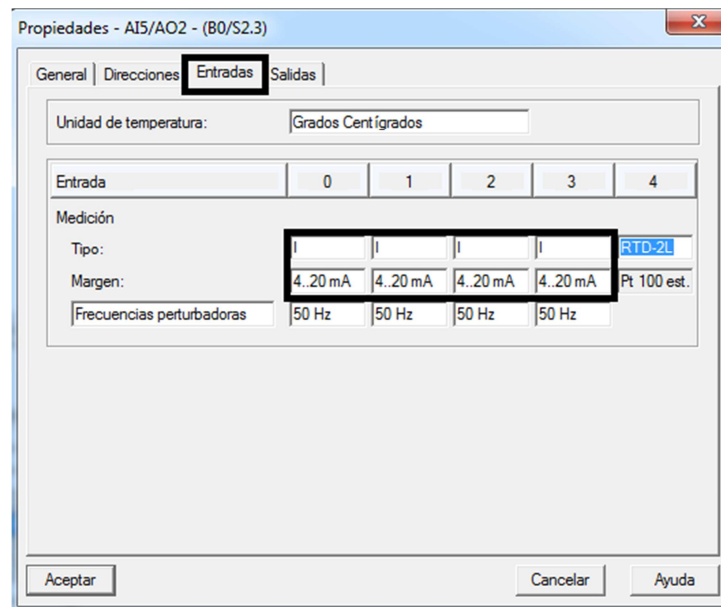 Propiedades - AI5/AO2 - (B0/S2.3)
General Direcciones Entradas Salidas
Unidad de temperatura: Grados Centígrados
Entrada 0 1 2 3 4
Medición
Tipo: I I I I RTD-2L
Margen: 4..20 mA 4..20 mA 4..20 mA 4..20 mA Pt 100 est.
Frecuencias perturbadoras 50 Hz 50 Hz 50 Hz 50 Hz
Aceptar Cancelar Ayuda